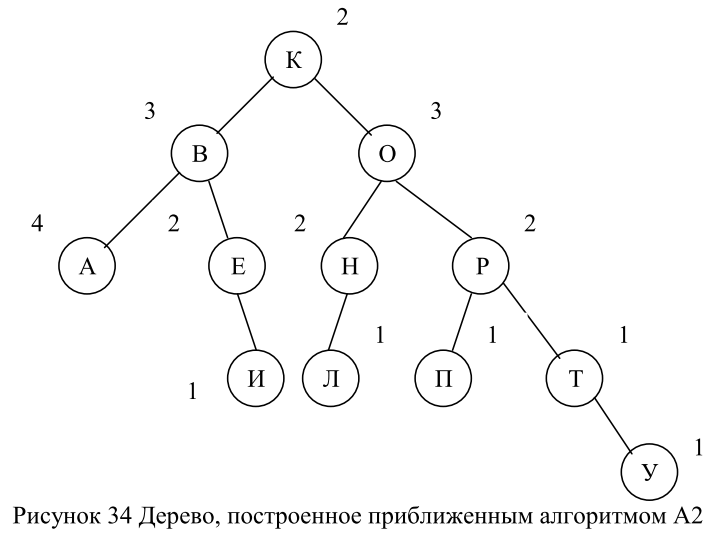 2
К
3
3
В
О
4
2
2
2
А
Е
Н
Р
1
1
1
1
И
Л
П
Т
1
У
Рисунок 34 Дерево, построенное приближенным алгоритмом А2